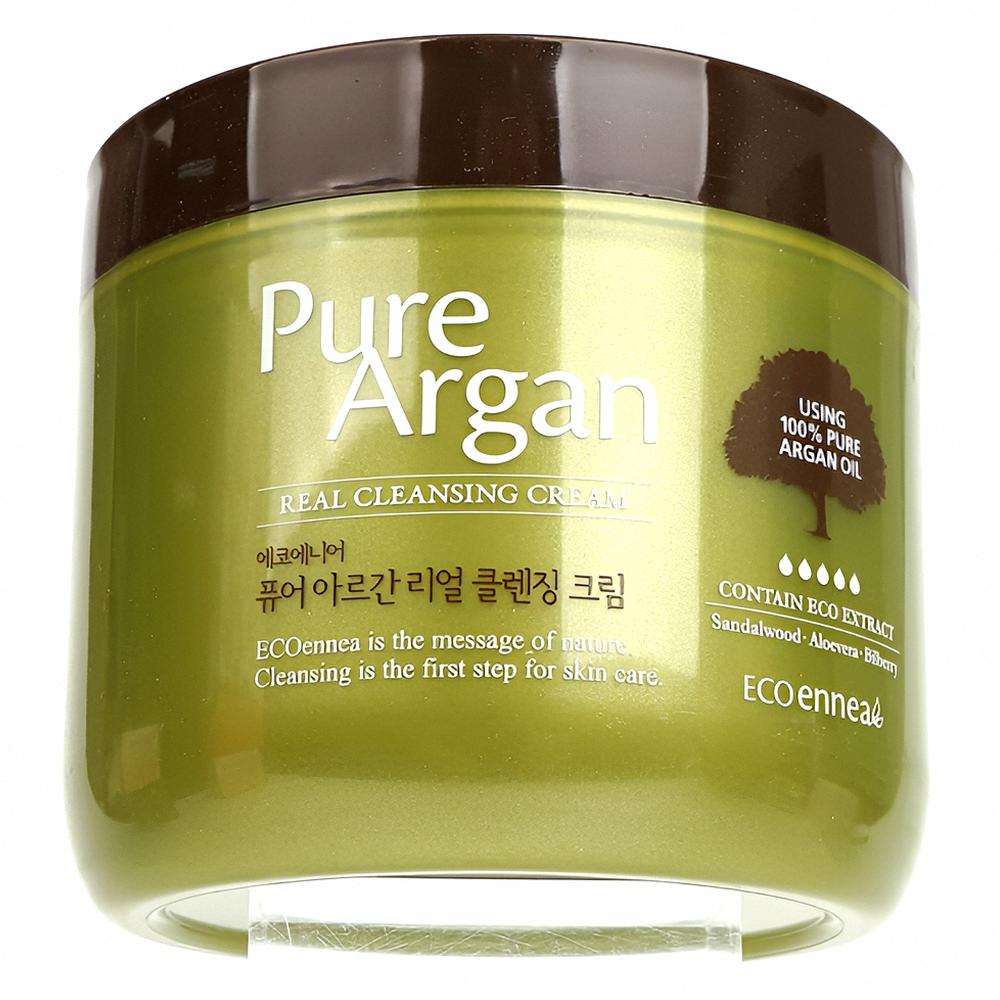 Pure
Argan
REAL CLEANSING CREAM
에코에니어
퓨어 아르간 리얼 클렌징 크림
ECOennea is the message of nature.
Cleansing is the first step for skin care.
USING
100% PURE
ARGAN OIL
CONTAIN ECO EXTRACT
Sandalwood · Aloevera · Bilberry
ECOennea